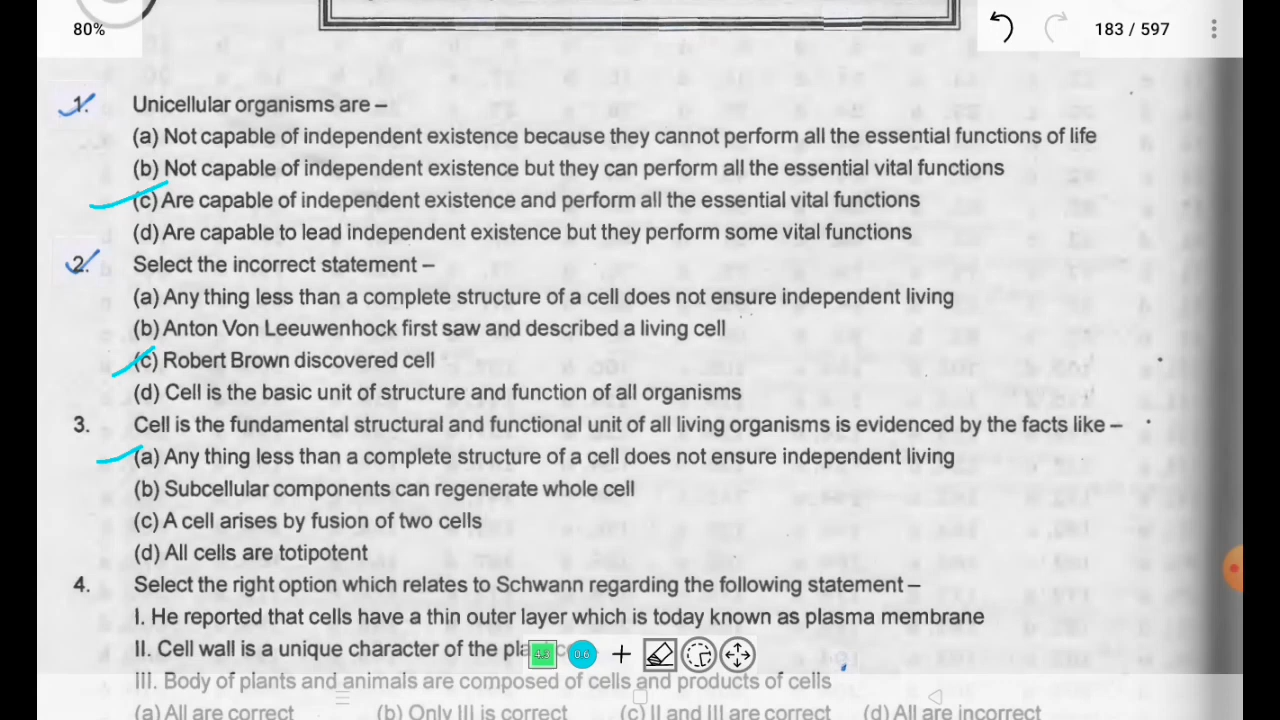 80%
183 / 597
1. Unicellular organisms are –
(a) Not capable of independent existence because they cannot perform all the essential functions of life
(b) Not capable of independent existence but they can perform all the essential vital functions
(c) Are capable of independent existence and perform all the essential vital functions
(d) Are capable to lead independent existence but they perform some vital functions
2. Select the incorrect statement –
(a) Any thing less than a complete structure of a cell does not ensure independent living
(b) Anton Von Leeuwenhock first saw and described a living cell
(c) Robert Brown discovered cell
(d) Cell is the basic unit of structure and function of all organisms
3. Cell is the fundamental structural and functional unit of all living organisms is evidenced by the facts like –
(a) Any thing less than a complete structure of a cell does not ensure independent living
(b) Subcellular components can regenerate whole cell
(c) A cell arises by fusion of two cells
(d) All cells are totipotent
4. Select the right option which relates to Schwann regarding the following statement –
I. He reported that cells have a thin outer layer which is today known as plasma membrane
II. Cell wall is a unique character of the
III. Body of plants and animals are composed of cells and products of cells
(a) All are correct (b) Only III is correct (c) II and III are correct (d) All are incorrect